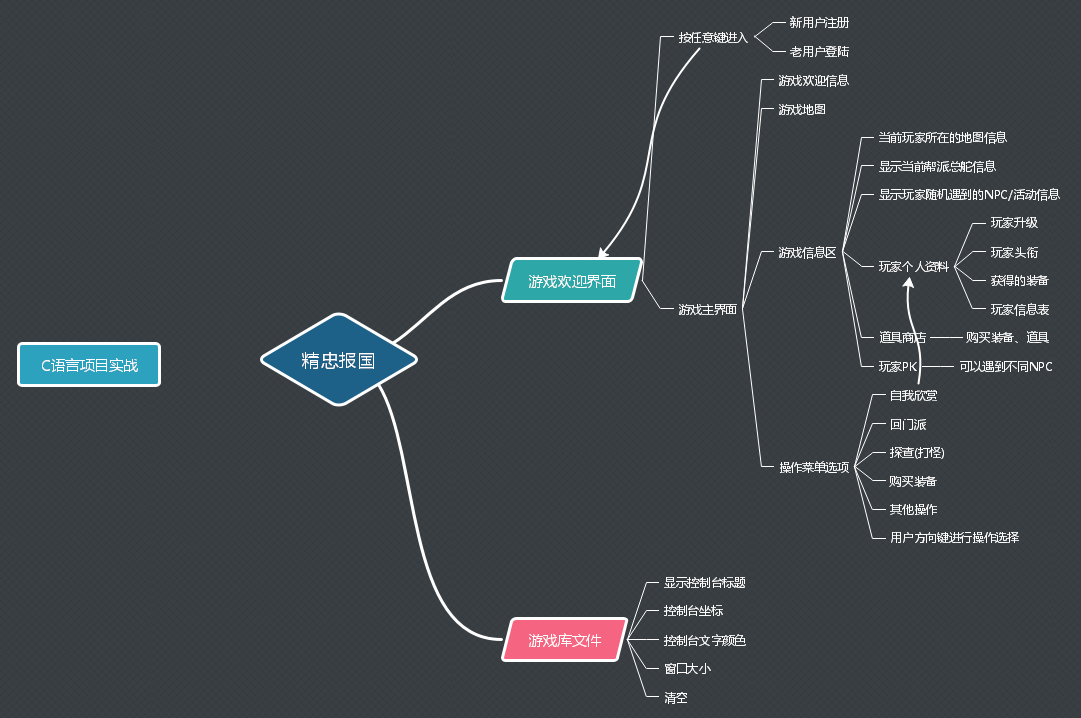 C语言项目实战
精忠报国
游戏欢迎界面
按任意键进入
新用户注册
老用户登陆
游戏主界面
游戏欢迎信息
游戏地图
游戏信息区
当前玩家所在的地图信息
显示当前帮派总舵信息
显示玩家随机遇到的NPC/活动信息
玩家个人资料
玩家升级
玩家头衔
获得的装备
玩家信息表
道具商店
购买装备、道具
玩家PK
可以遇到不同NPC
操作菜单选项
自我欣赏
回门派
探查(打怪)
购买装备
其他操作
用户方向键进行操作选择
游戏库文件
显示控制台标题
控制台坐标
控制台文字颜色
窗口大小
清空